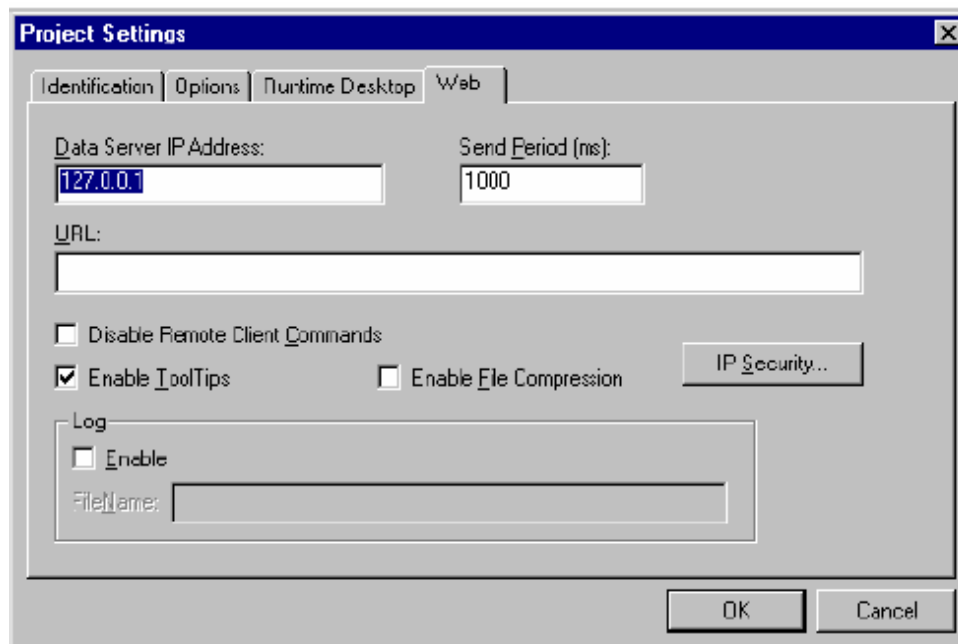 Project Settings
Identification Options Runtime Desktop Web
Data Server IP Address: Send Period (ms):
127.0.0.1 1000
URL:
Disable Remote Client Commands
Enable ToolTips Enable File Compression IP Security...
Log
Enable
FileName:
OK Cancel